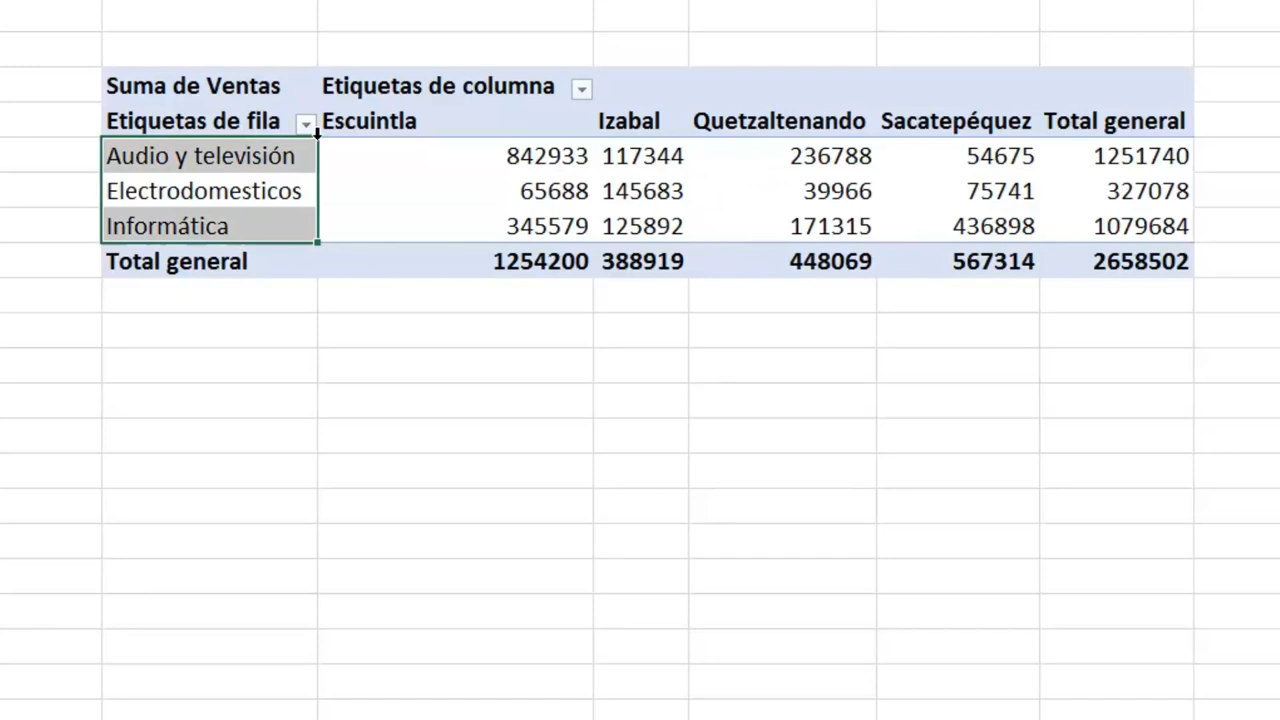 Suma de Ventas Etiquetas de columna
Etiquetas de fila Escuintla Izabal Quetzaltenando Sacatepéquez Total general
Audio y televisión 842933 117344 236788 54675 1251740
Electrodomesticos 65688 145683 39966 75741 327078
Informática 345579 125892 171315 436898 1079684
Total general 1254200 388919 448069 567314 2658502